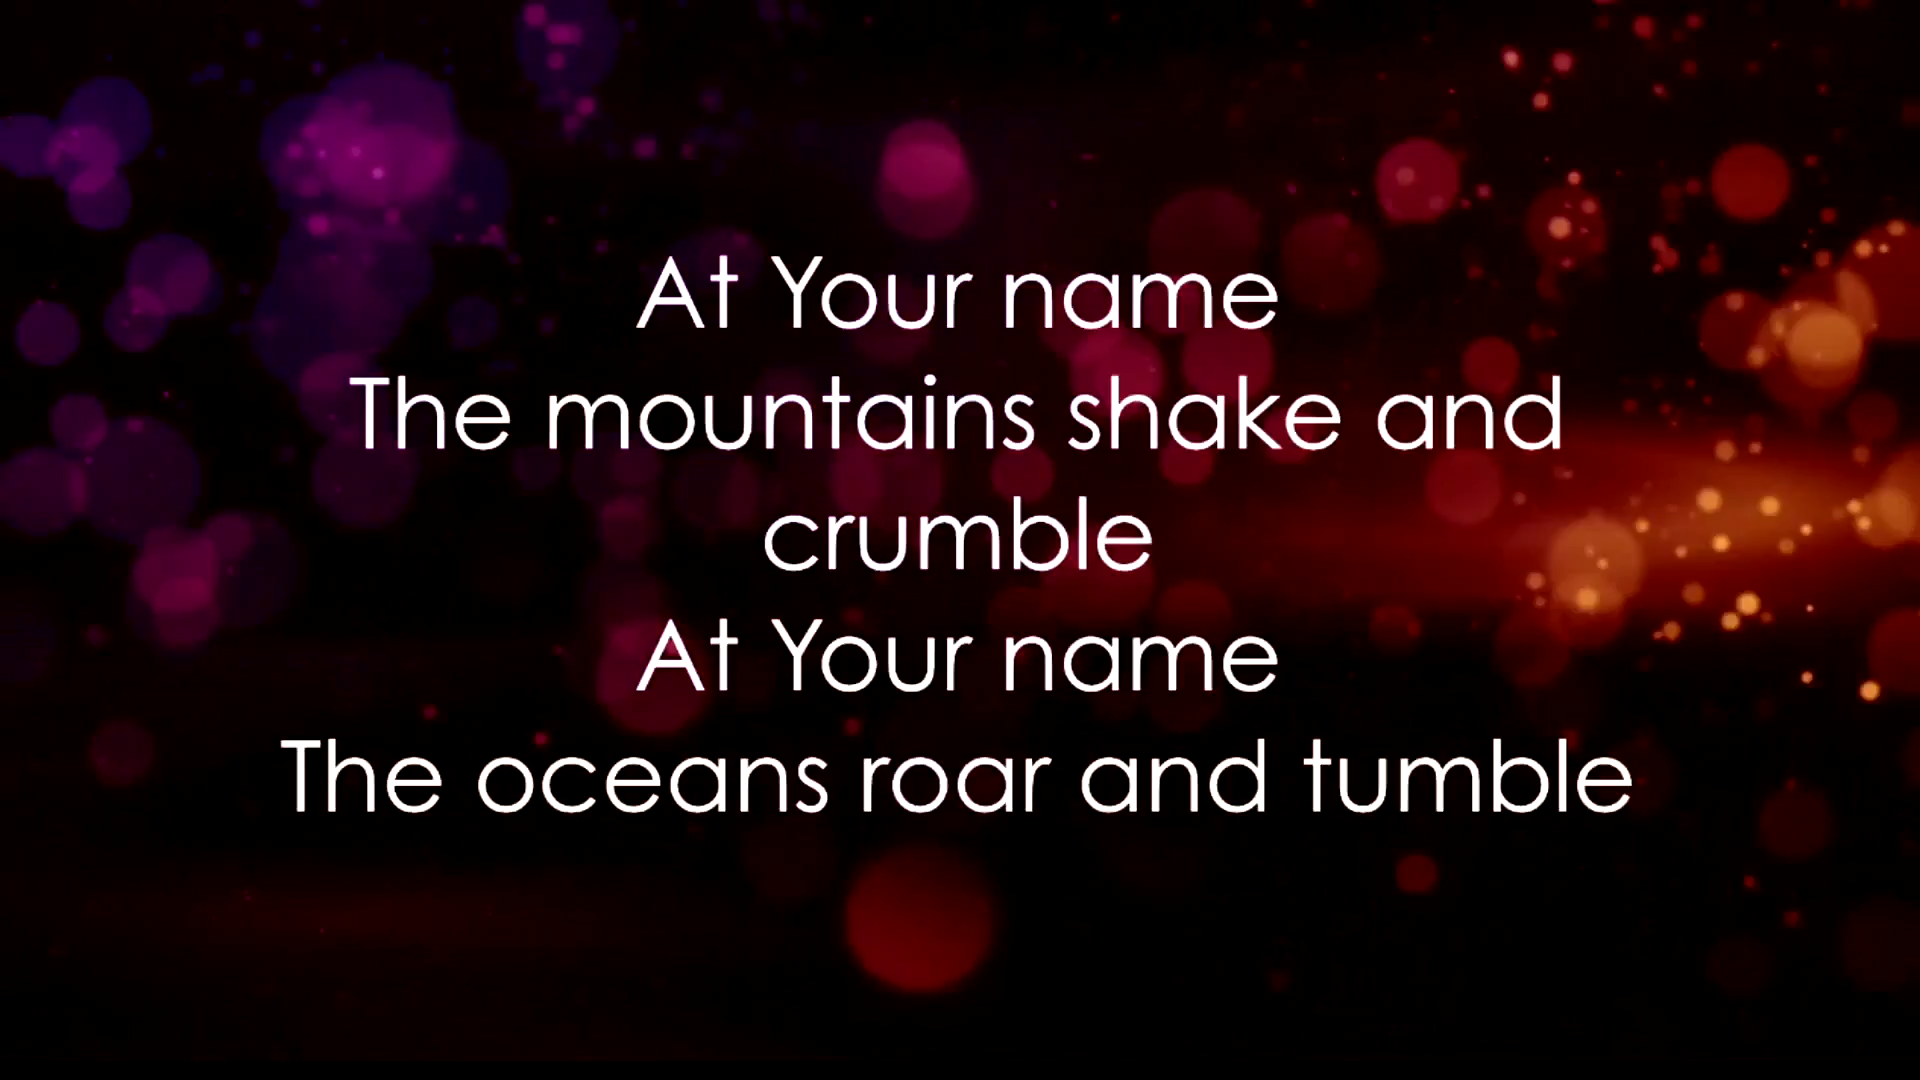 At Your name
The mountains shake and
crumble
At Your name
The oceans roar and tumble